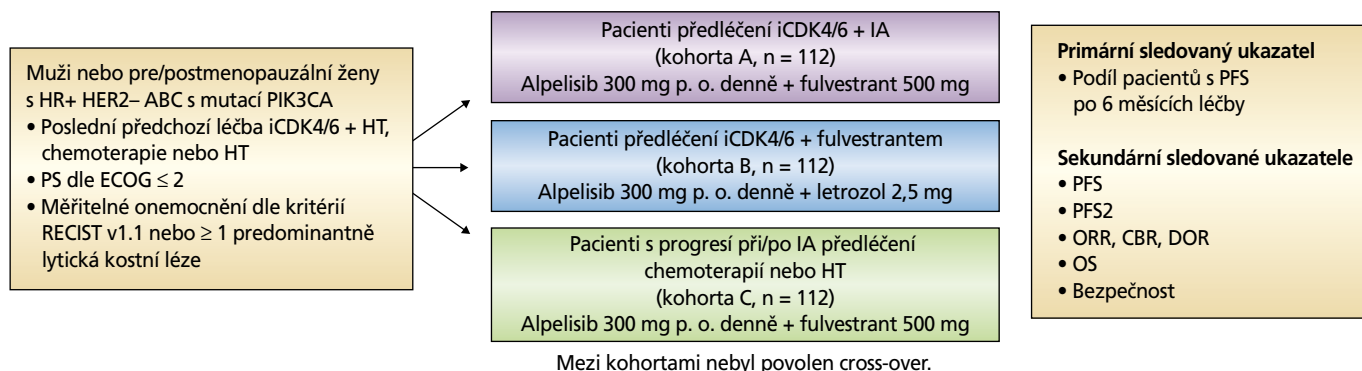 Muži nebo pre/postmenopauzální ženy
s HR+ HER2– ABC s mutací PIK3CA
• Poslední předchozí léčba iCDK4/6 + HT,
chemoterapie nebo HT
• PS dle ECOG ≤ 2
• Měřitelné onemocnění dle kritérií
RECIST v1.1 nebo ≥ 1 predominantně
lytická kostní léze
Pacienti předléčení iCDK4/6 + IA
(kohorta A, n = 112)
Alpelisib 300 mg p. o. denně + fulvestrant 500 mg
Pacienti předléčení iCDK4/6 + fulvestrantem
(kohorta B, n = 112)
Alpelisib 300 mg p. o. denně + letrozol 2,5 mg
Pacienti s progresí při/po IA předléčení
chemoterapií nebo HT
(kohorta C, n = 112)
Alpelisib 300 mg p. o. denně + fulvestrant 500 mg
Mezi kohortami nebyl povolen cross-over.
Primární sledovaný ukazatel
• Podíl pacientů s PFS
po 6 měsících léčby
Sekundární sledované ukazatele
• PFS
• PFS2
• ORR, CBR, DOR
• OS
• Bezpečnost